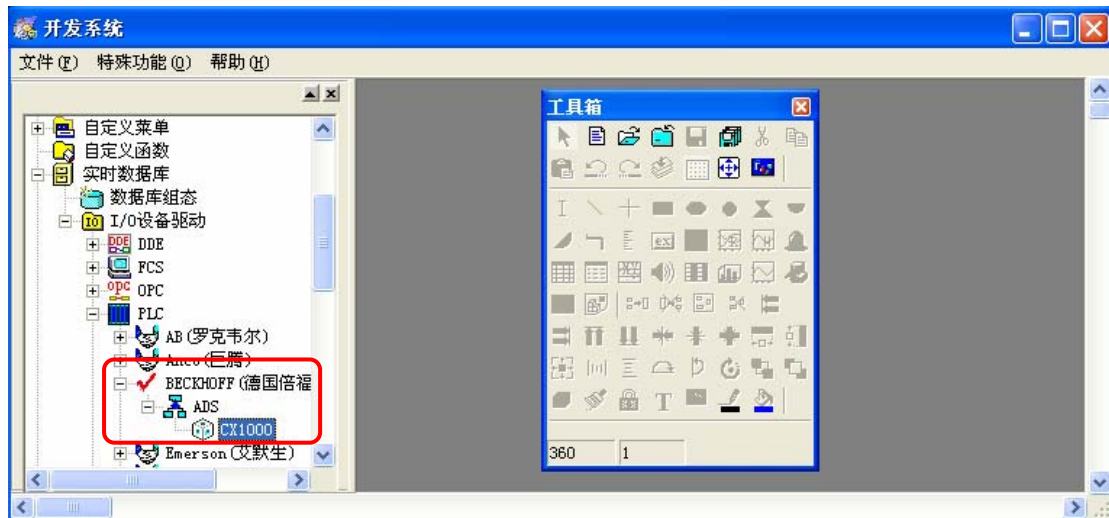 开发系统
文件(F) 特殊功能(O) 帮助(H)
自定义菜单
自定义函数
实时数据库
数据库组态
I/O设备驱动
DDE
FCS
OPC
PLC
AB(罗克韦尔)
(巨腾)
BECKHOFF(德国倍福
ADS
CX1000
Emerson(艾默生)
工具箱
360 1